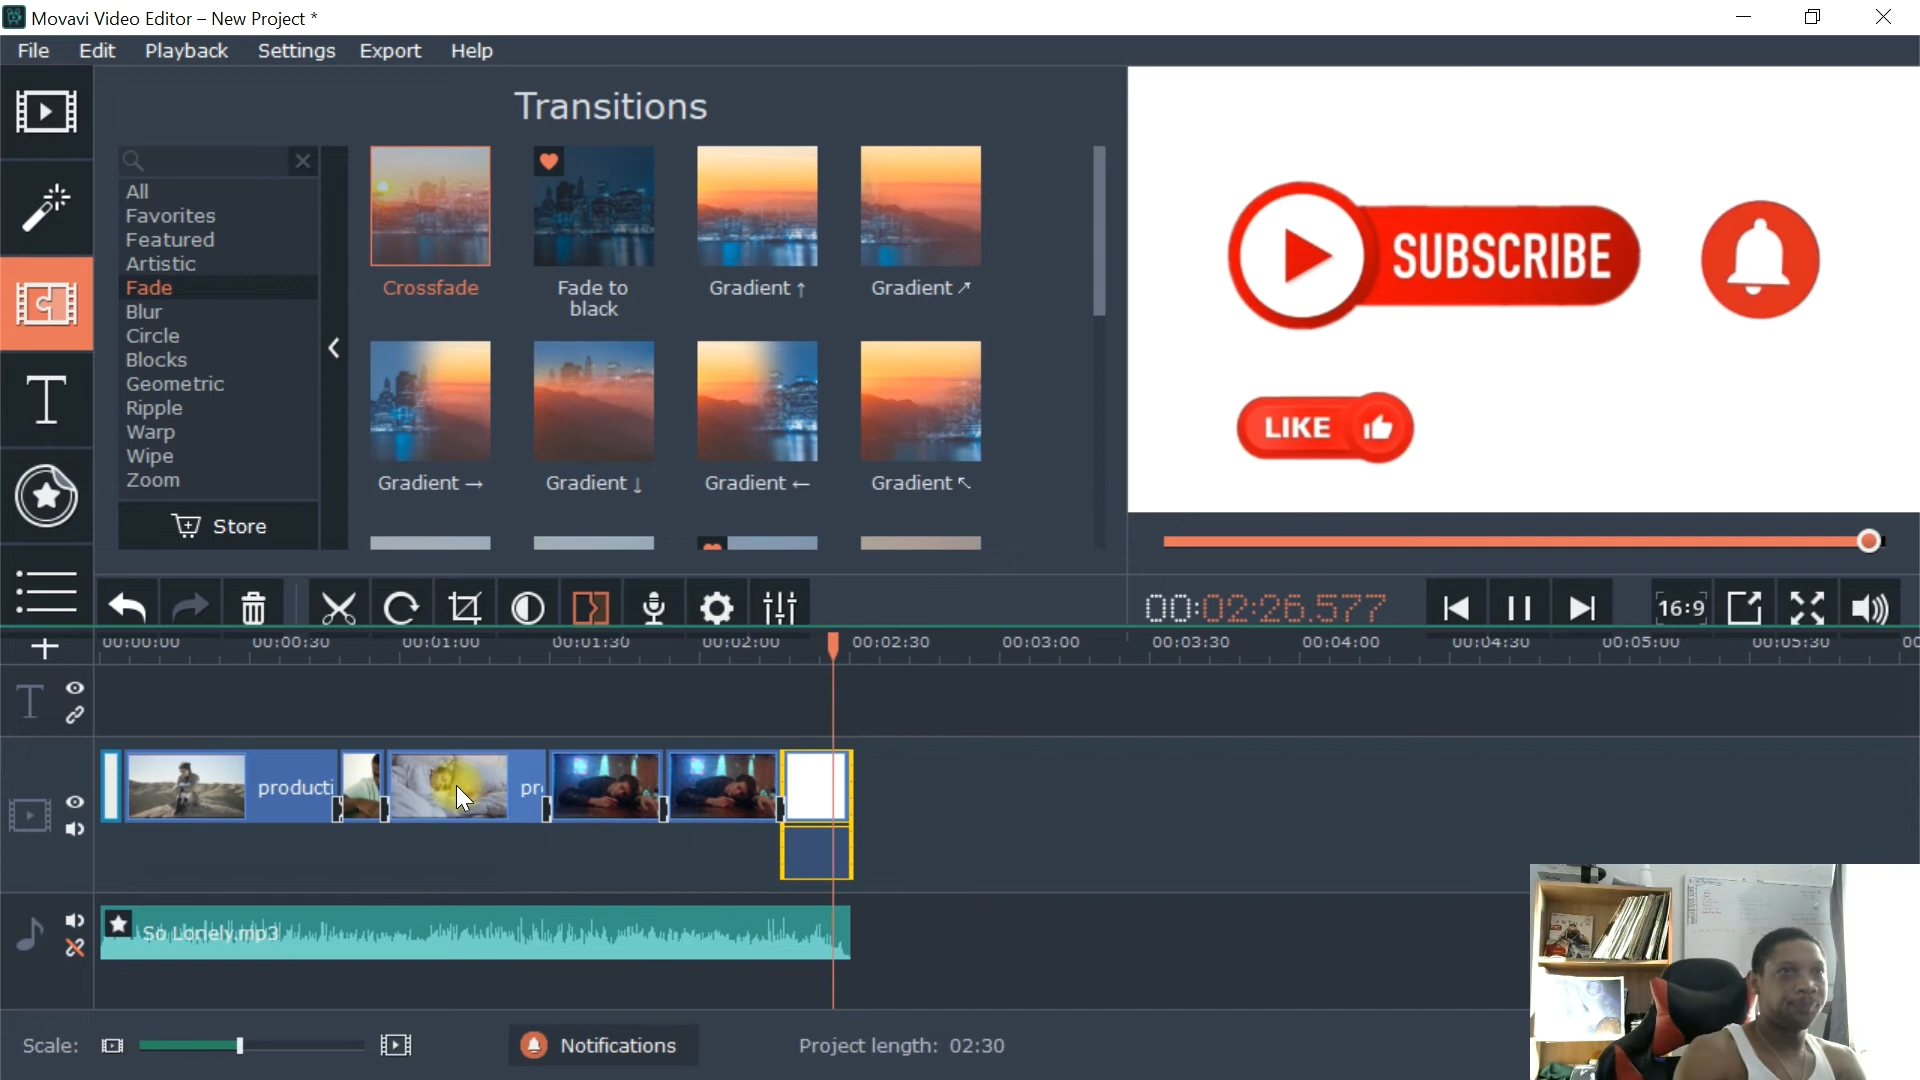 Movavi Video Editor – New Project *
File Edit Playback Settings Export Help
Transitions
All
Favorites
Featured
Artistic
Fade
Blur
Circle
Blocks
Geometric
Ripple
Warp
Wipe
Zoom
Store
Crossfade
Fade to
black
Gradient ↑
Gradient ↗
Gradient →
Gradient ↓
Gradient ←
Gradient ↖
SUBSCRIBE
LIKE
00:02:26.577
16:9
00:00:00 00:00:30 00:01:00 00:01:30 00:02:00 00:02:30 00:03:00 00:03:30 00:04:00 00:04:30 00:05:00 00:05:30
T
producti
pr
So Lonely.mp3
Scale:
Notifications
Project length: 02:30